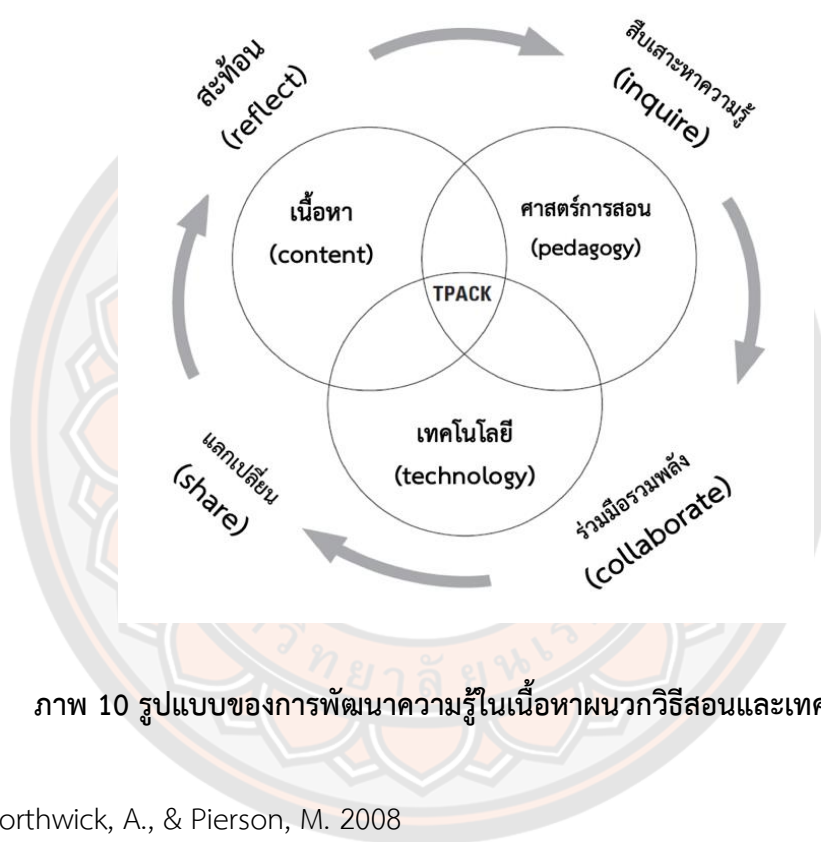 สะท้อน
(reflect)
สืบเสาะหาความรู้
(inquire)
เนื้อหา
(content)
ศาสตร์การสอน
(pedagogy)
TPACK
เทคโนโลยี
(technology)
แลกเปลี่ยน
(share)
ร่วมมือรวมพลัง
(collaborate)
ภาพ 10 รูปแบบของการพัฒนาความรู้ในเนื้อหาผนวกวิธีสอนและเทค
orthwick, A., & Pierson, M. 2008